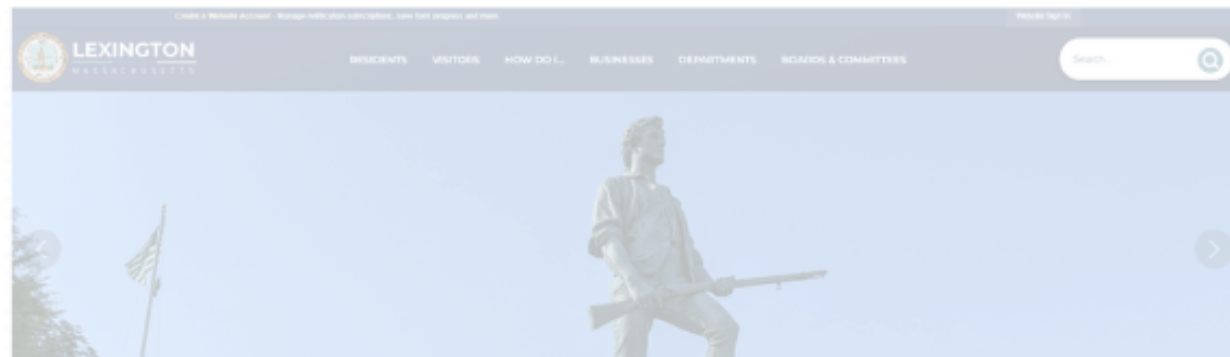 Create a Website Account - Manage notification subscriptions, save form progress and more.
Website Sign In
LEXINGTON
MASSACHUSETTS
RESIDENTS VISITORS HOW DO I... BUSINESSES DEPARTMENTS BOARDS & COMMITTEES
Search...